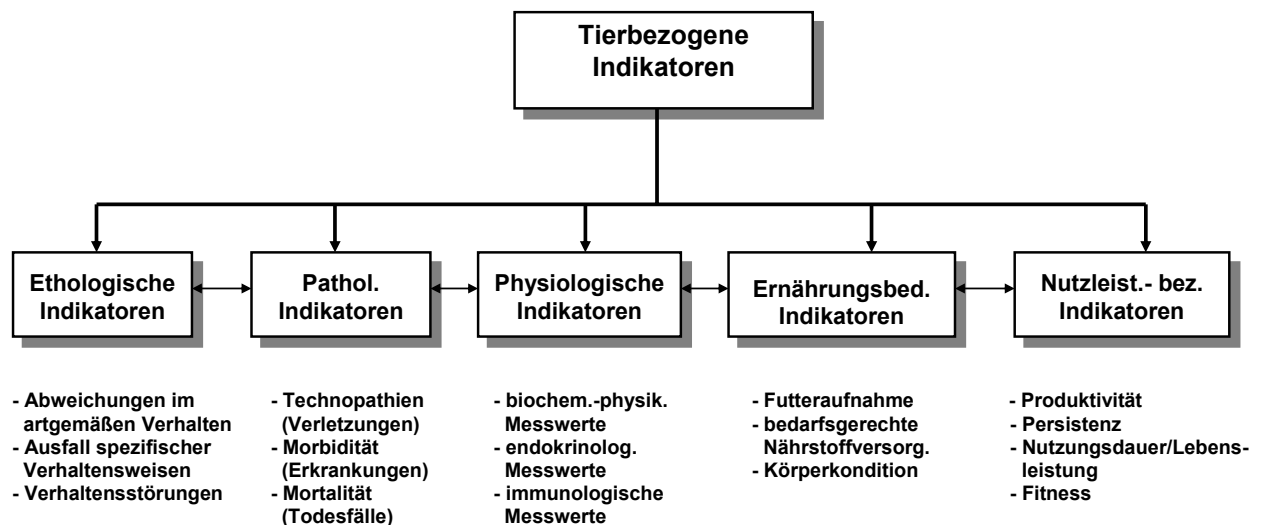 Tierbezogene
Indikatoren
Ethologische
Indikatoren
Pathol.
Indikatoren
Physiologische
Indikatoren
Ernährungsbed.
Indikatoren
Nutzleist.- bez.
Indikatoren
- Abweichungen im
artgemäßen Verhalten
- Ausfall spezifischer
Verhaltensweisen
- Verhaltensstörungen
- Technopathien
(Verletzungen)
- Morbidität
(Erkrankungen)
- Mortalität
(Todesfälle)
- biochem.-physik.
Messwerte
- endokrinolog.
Messwerte
- immunologische
Messwerte
- Futteraufnahme
- bedarfsgerechte
Nährstoffversorg.
- Körperkondition
- Produktivität
- Persistenz
- Nutzungsdauer/Lebens-
leistung
- Fitness